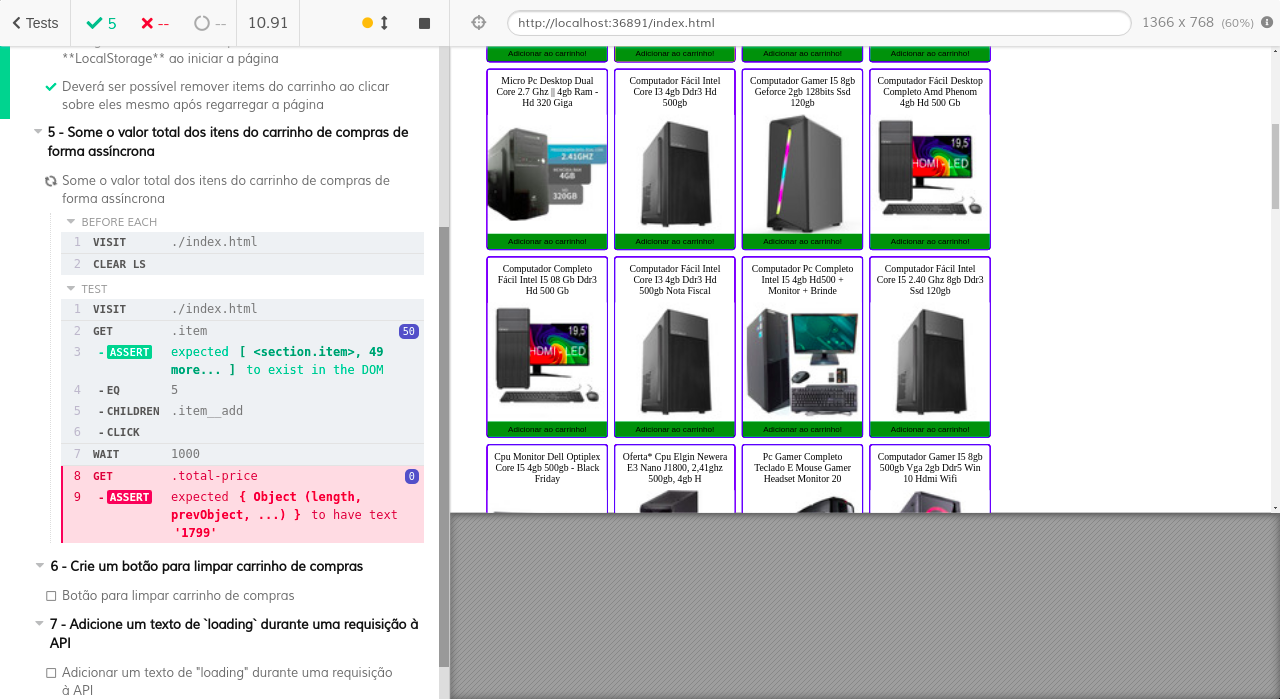 Tests
5
--
--
10.91
http://localhost:36891/index.html
1366 x 768 (60%)
**LocalStorage** ao iniciar a página
Deverá ser possível remover items do carrinho ao clicar
sobre eles mesmo após regarregar a página
5 - Some o valor total dos itens do carrinho de compras de
forma assíncrona
Some o valor total dos itens do carrinho de compras de
forma assíncrona
BEFORE EACH
1 VISIT ./index.html
2 CLEAR LS
TEST
1 VISIT ./index.html
2 GET .item 50
3 -ASSERT expected [ <section.item>, 49
more... ] to exist in the DOM
4 -EQ 5
5 -CHILDREN .item__add
6 -CLICK
7 WAIT 1000
8 GET .total-price 0
9 -ASSERT expected { Object (length,
prevObject, ...) } to have text
'1799'
6 - Crie um botão para limpar carrinho de compras
Botão para limpar carrinho de compras
7 - Adicione um texto de `loading` durante uma requisição à
API
Adicionar um texto de "loading" durante uma requisição
à API
Adicionar ao carrinho! Adicionar ao carrinho! Adicionar ao carrinho! Adicionar ao carrinho!
Micro Pc Desktop Dual
Core 2.7 Ghz || 4gb Ram -
Hd 320 Giga
2.41GHZ
4GB
320GB
Adicionar ao carrinho!
Computador Fácil Intel
Core I3 4gb Ddr3 Hd
500gb
Adicionar ao carrinho!
Computador Gamer I5 8gb
Geforce 2gb 128bits Ssd
120gb
Adicionar ao carrinho!
Computador Fácil Desktop
Completo Amd Phenom
4gb Hd 500 Gb
19,5'
HDMI - LED
Adicionar ao carrinho!
Computador Completo
Fácil Intel I5 08 Gb Ddr3
Hd 500 Gb
19,5'
HDMI - LED
Adicionar ao carrinho!
Computador Fácil Intel
Core I3 4gb Ddr3 Hd
500gb Nota Fiscal
Adicionar ao carrinho!
Computador Pc Completo
Intel I5 4gb Hd500 +
Monitor + Brinde
Adicionar ao carrinho!
Computador Fácil Intel
Core I5 2.40 Ghz 8gb Ddr3
Ssd 120gb
Adicionar ao carrinho!
Cpu Monitor Dell Optiplex
Core I5 4gb 500gb - Black
Friday
Oferta* Cpu Elgin Newera
E3 Nano J1800, 2,41ghz
500gb, 4gb H
Pc Gamer Completo
Teclado E Mouse Gamer
Headset Monitor 20
Computador Gamer I5 8gb
500gb Vga 2gb Ddr5 Win
10 Hdmi Wifi